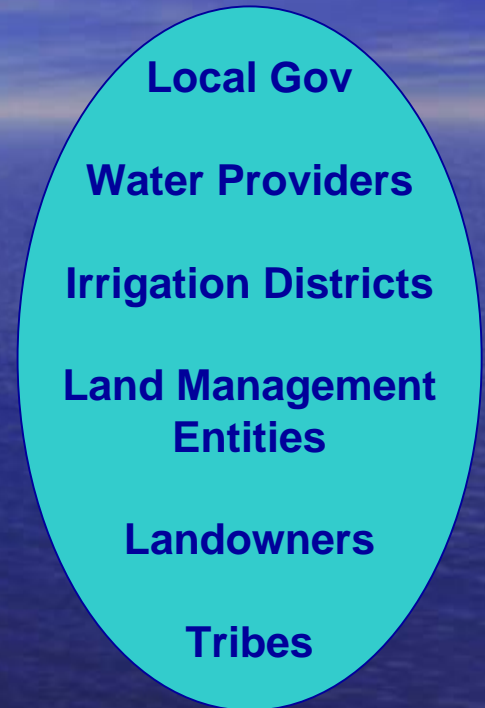 Local Gov
Water Providers
Irrigation Districts
Land Management
Entities
Landowners
Tribes